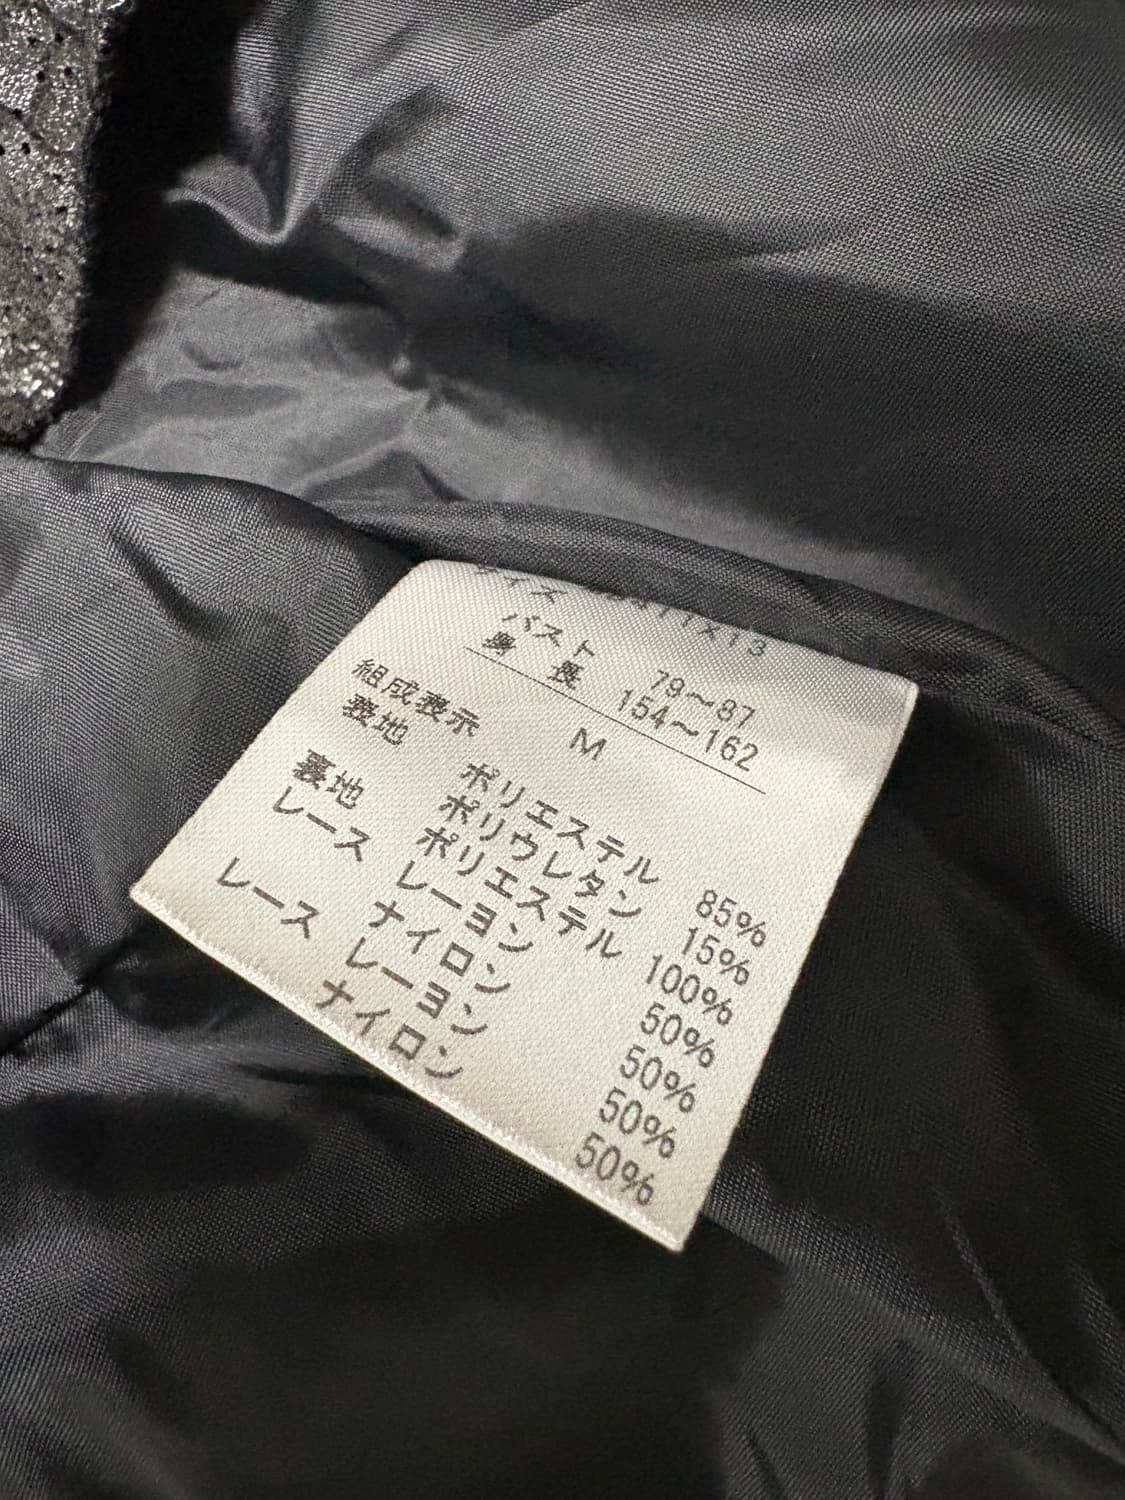 サイズ
バスト 79〜87
身長 154〜162
M
組成表示
表地 ポリエステル 85%
ポリウレタン 15%
裏地 ポリエステル 100%
レース レーヨン 50%
ナイロン 50%
レース レーヨン 50%
ナイロン 50%